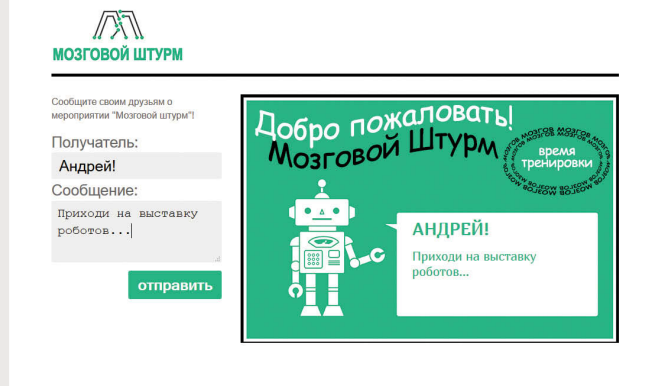 МОЗГОВОЙ ШТУРМ
Сообщите своим друзьям о
мероприятии "Мозговой штурм"!
Получатель:
Андрей!
Сообщение:
Приходи на выставку
роботов...
отправить
Добро пожаловать!
Мозговой Штурм
время
тренировки
АНДРЕЙ!
Приходи на выставку
роботов...